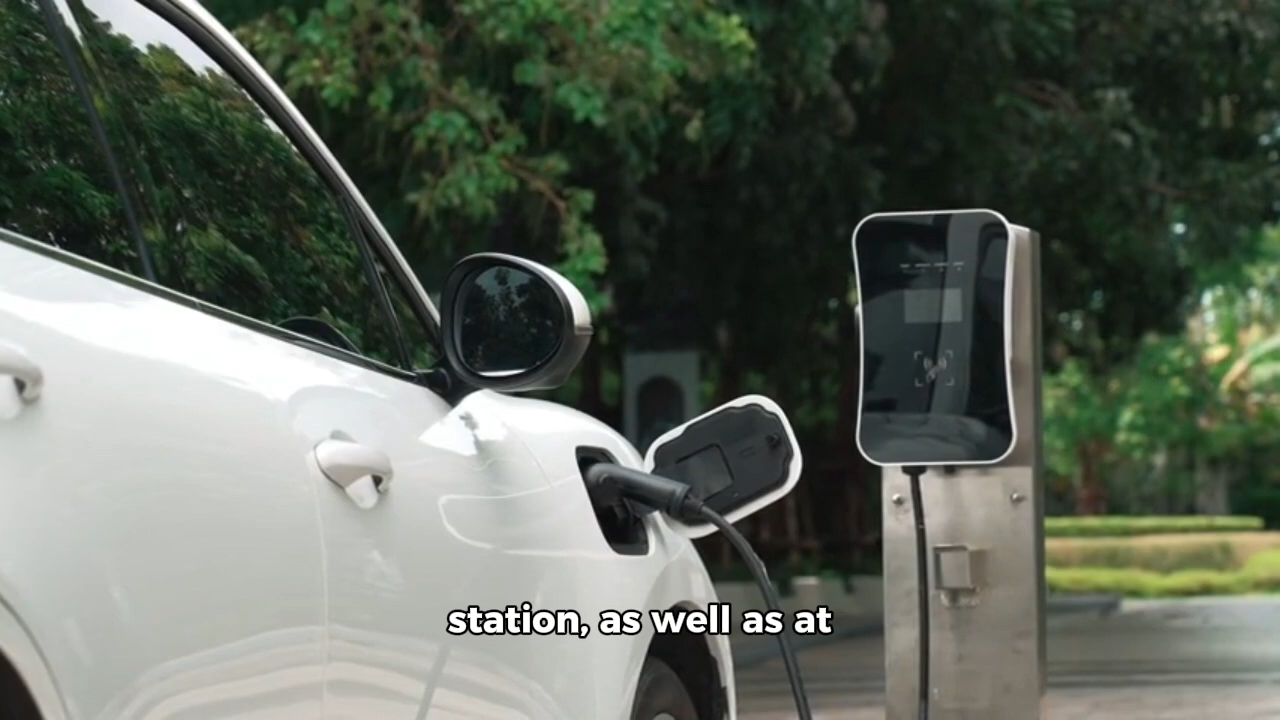 station, as well as at